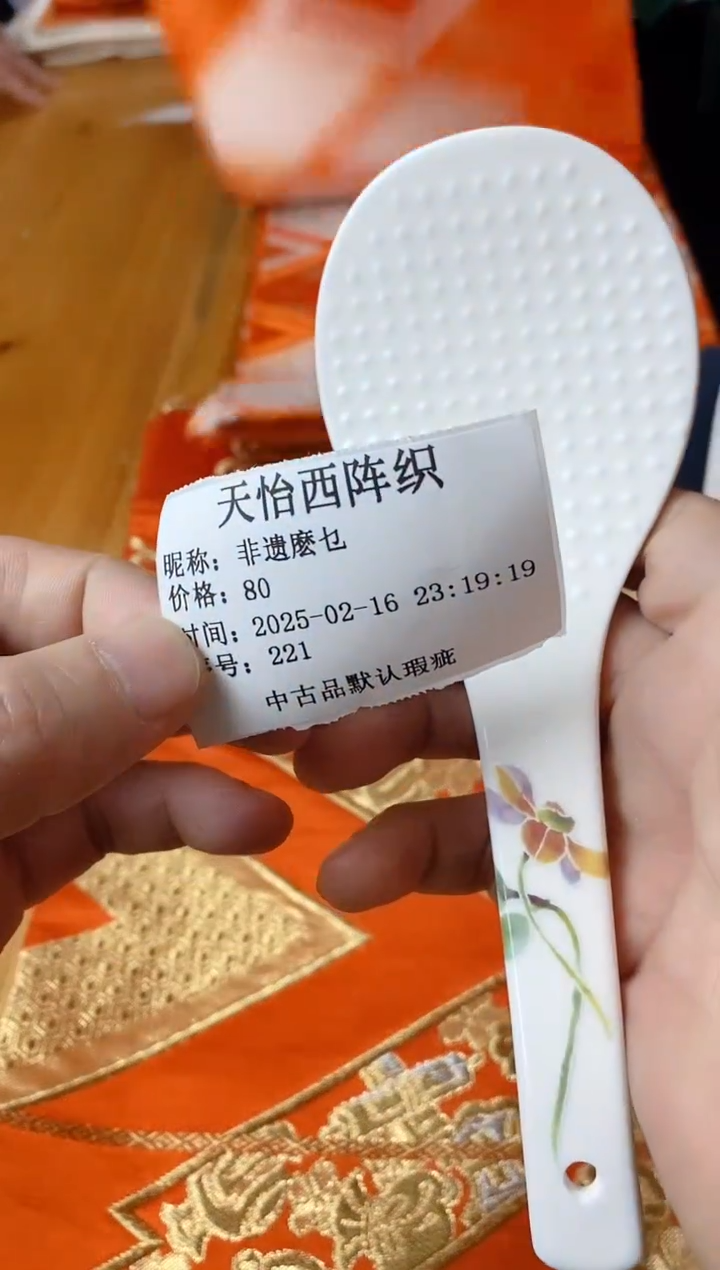 天怡西阵织
昵称：非遗麽乜
价格：80
时间：2025-02-16 23:19:19
号：221
中古品默认瑕疵